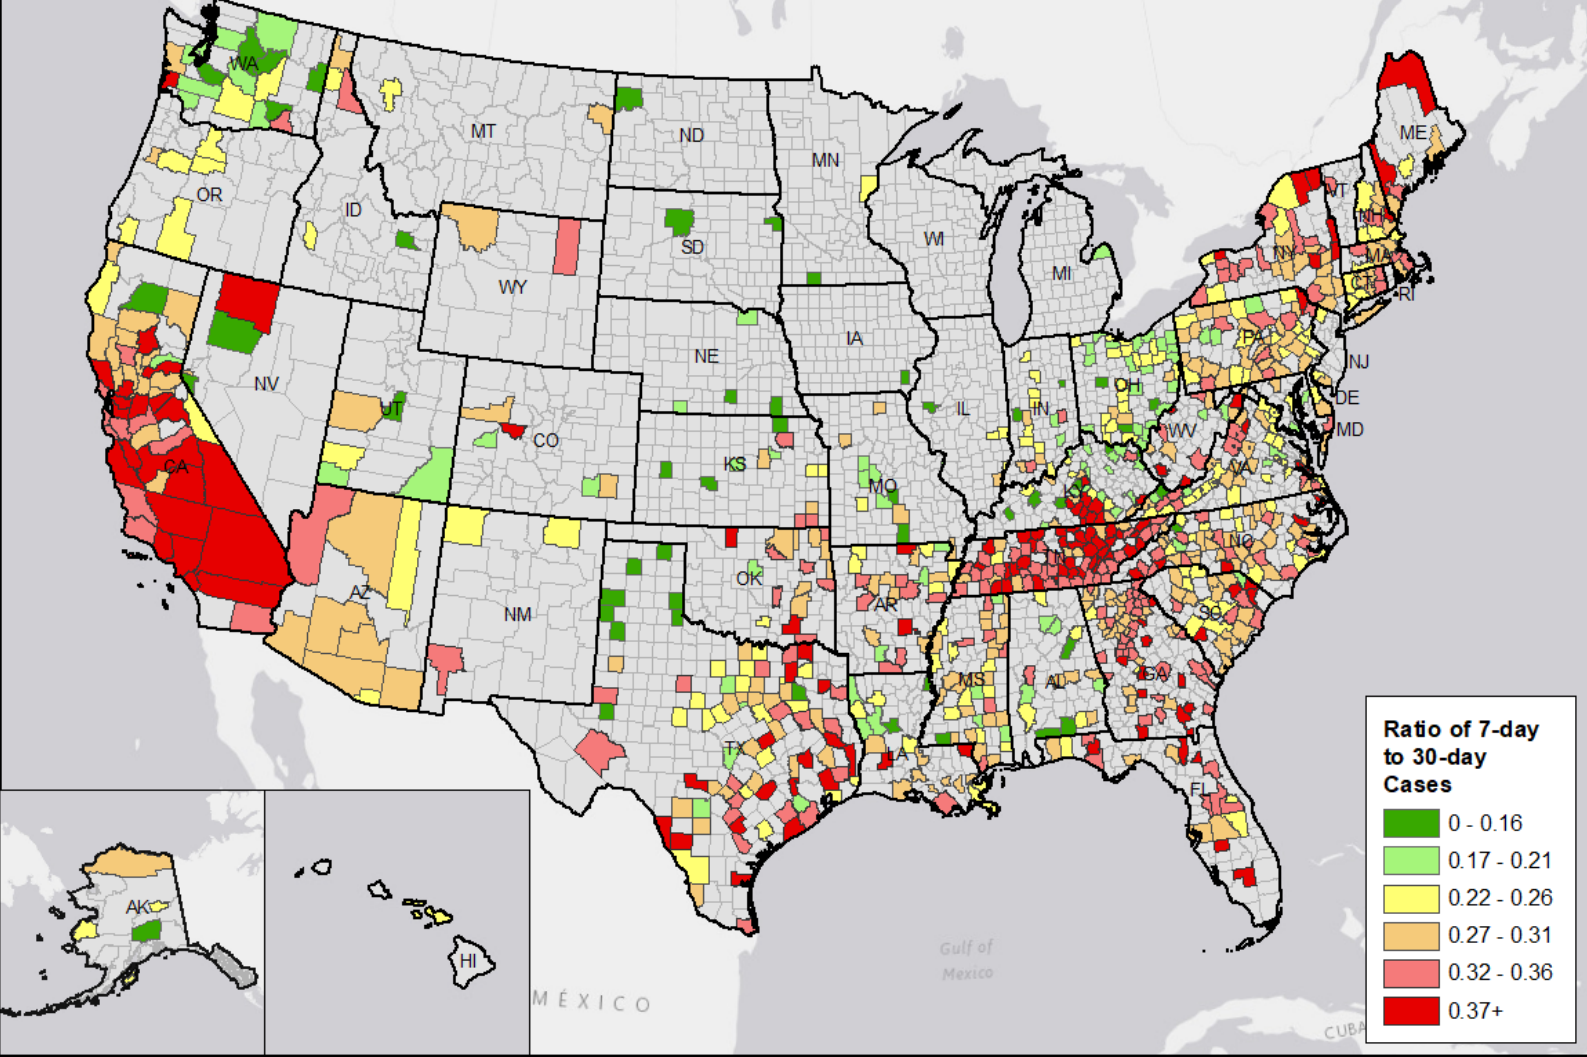 WA
MT
ND
MN
ME
OR
ID
SD
WI
VT
NH
NY
MA
MI
CT
RI
WY
IA
NE
PA
NJ
NV
UT
CO
IL
IN
OH
DE
WV
MD
CA
KS
MO
VA
KY
AZ
NM
OK
AR
TN
NC
SC
MS
AL
GA
TX
LA
FL
AK
HI
Gulf of
Mexico
MÉXICO
CUBA
Ratio of 7-day
to 30-day
Cases
0 - 0.16
0.17 - 0.21
0.22 - 0.26
0.27 - 0.31
0.32 - 0.36
0.37+